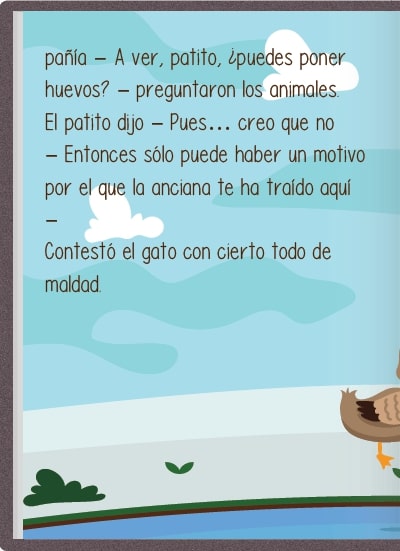 pañía – A ver, patito, ¿puedes poner
huevos? – preguntaron los animales.
El patito dijo – Pues... creo que no
– Entonces sólo puede haber un motivo
por el que la anciana te ha traído aquí
–
Contestó el gato con cierto todo de
maldad.